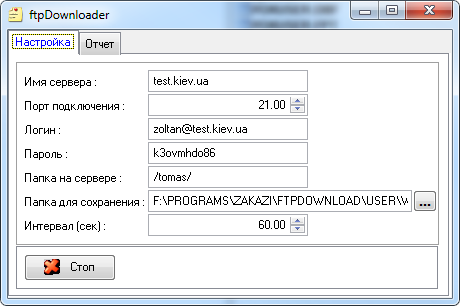 ftpDownloader
Настройка Отчет
Имя сервера : test.kiev.ua
Порт подключения : 21.00
Логин : zoltan@test.kiev.ua
Пароль : k3ovmhdo86
Папка на сервере : /tomas/
Папка для сохранения : F:\PROGRAMS\ZAKAZI\FTPDOWNLOAD\USER\ ...
Интервал (сек) : 60.00
Стоп